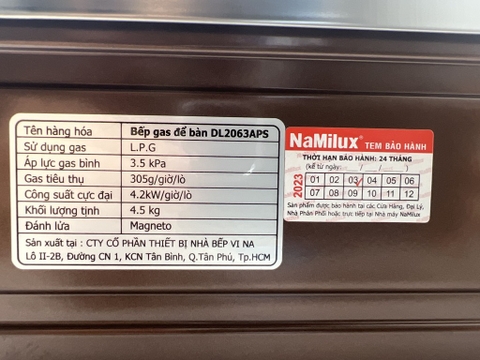 Tên hàng hóa Bếp gas để bàn DL2063APS
Sử dụng gas L.P.G
Áp lực gas bình 3.5 kPa
Gas tiêu thụ 305g/giờ/lò
Công suất cực đại 4.2kW/giờ/lò
Khối lượng tịnh 4.5 kg
Đánh lửa Magneto
Sản xuất tại : CTY CỔ PHẦN THIẾT BỊ NHÀ BẾP VI NA
Lô II-2B, Đường CN 1, KCN Tân Bình, Q.Tân Phú, Tp.HCM
NaMilux TEM BẢO HÀNH
THỜI HẠN BẢO HÀNH: 24 THÁNG
(kể từ ngày: / / )
2023
01 02 03 04 05 06
07 08 09 10 11 12
Sản phẩm được bảo hành tại các Cửa Hàng, Đại Lý,
Nhà Phân Phối hoặc trực tiếp tại Nhà máy NaMilux